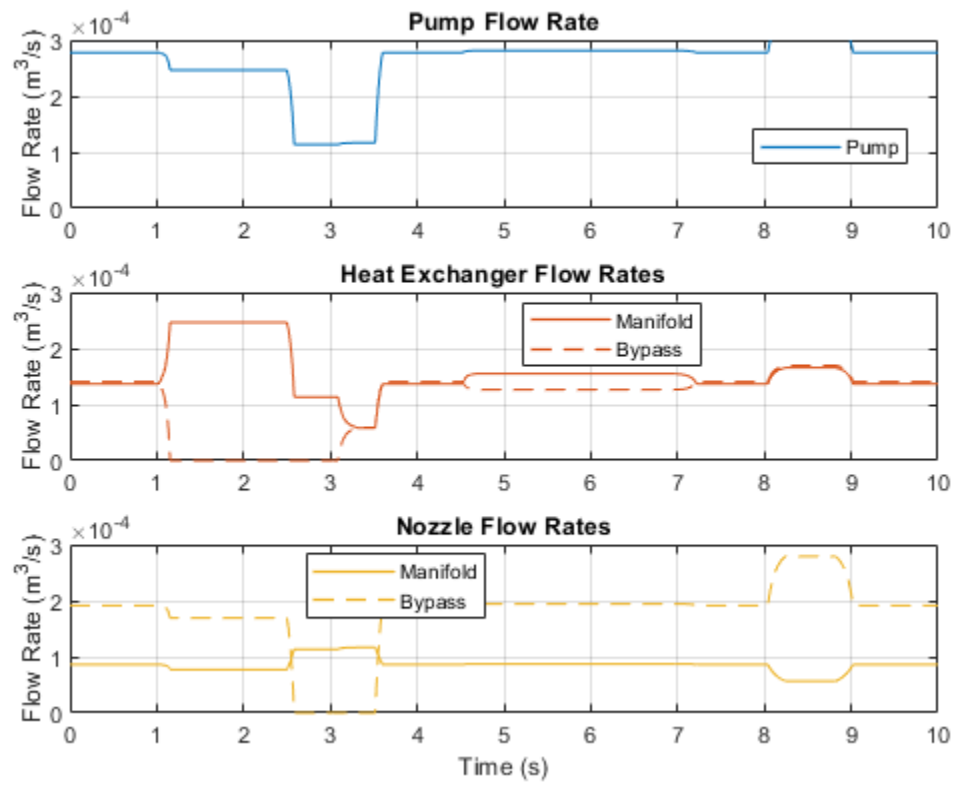 Pump Flow Rate
×10⁻⁴
Flow Rate (m³/s)
3
2
1
0
Pump
0 1 2 3 4 5 6 7 8 9 10
Heat Exchanger Flow Rates
×10⁻⁴
Flow Rate (m³/s)
3
2
1
0
Manifold
Bypass
0 1 2 3 4 5 6 7 8 9 10
Nozzle Flow Rates
×10⁻⁴
Flow Rate (m³/s)
3
2
1
0
Manifold
Bypass
0 1 2 3 4 5 6 7 8 9 10
Time (s)